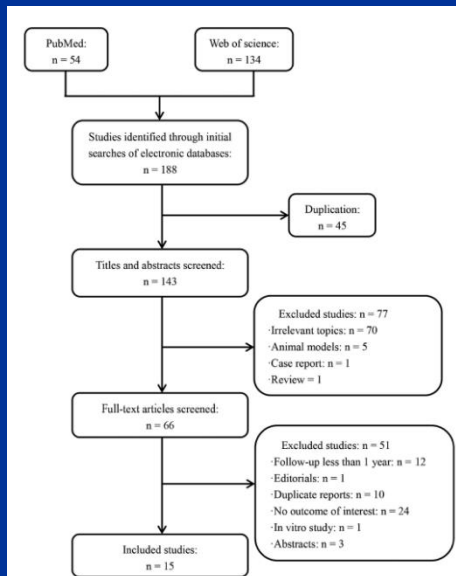 PubMed:
n = 54
Web of science:
n = 134
Studies identified through initial
searches of electronic databases:
n = 188
Duplication:
n = 45
Titles and abstracts screened:
n = 143
Excluded studies: n = 77
·Irrelevant topics: n = 70
·Animal models: n = 5
·Case report: n = 1
·Review = 1
Full-text articles screened:
n = 66
Excluded studies: n = 51
·Follow-up less than 1 year: n = 12
·Editorials: n = 1
·Duplicate reports: n = 10
·No outcome of interest: n = 24
·In vitro study: n = 1
·Abstracts: n = 3
Included studies:
n = 15